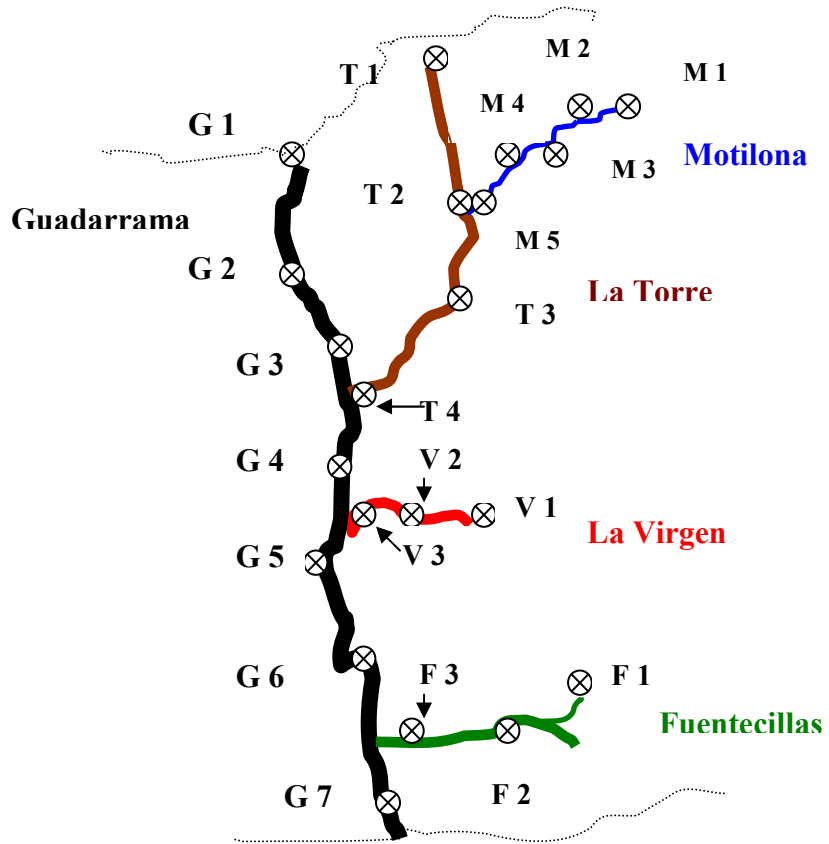 M 2
T 1
M 1
M 4
G 1
Motilona
M 3
T 2
Guadarrama
M 5
G 2
La Torre
T 3
G 3
T 4
G 4
V 2
V 1
La Virgen
V 3
G 5
G 6
F 3
F 1
Fuentecillas
G 7
F 2